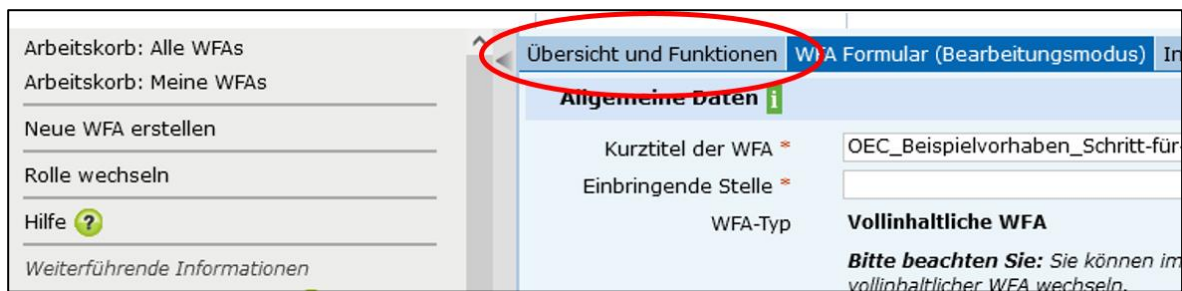 Arbeitskorb: Alle WFAs
Arbeitskorb: Meine WFAs
Neue WFA erstellen
Rolle wechseln
Hilfe ?
Weiterführende Informationen
Übersicht und Funktionen WFA Formular (Bearbeitungsmodus) In
Allgemeine Daten i
Kurztitel der WFA * OEC_Beispielvorhaben_Schritt-für-
Einbringende Stelle *
WFA-Typ Vollinhaltliche WFA
Bitte beachten Sie: Sie können im
vollinhaltlicher WFA wechseln.